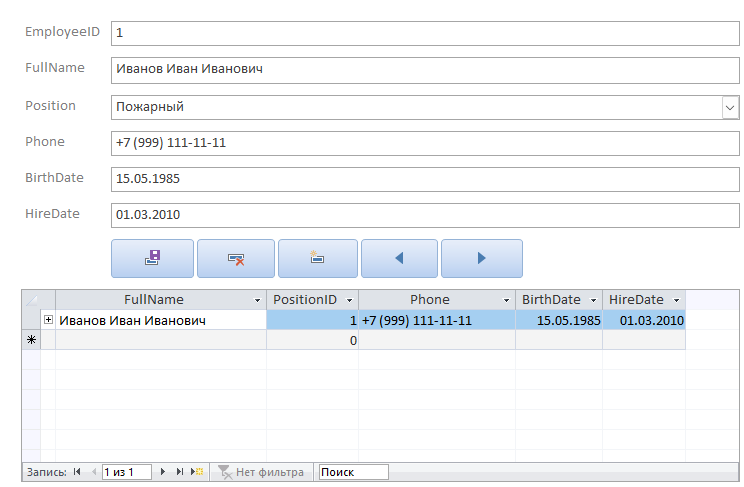 EmployeeID 1
FullName Иванов Иван Иванович
Position Пожарный
Phone +7 (999) 111-11-11
BirthDate 15.05.1985
HireDate 01.03.2010
FullName PositionID Phone BirthDate HireDate
Иванов Иван Иванович 1 +7 (999) 111-11-11 15.05.1985 01.03.2010
0
Запись: 1 из 1 Нет фильтра Поиск